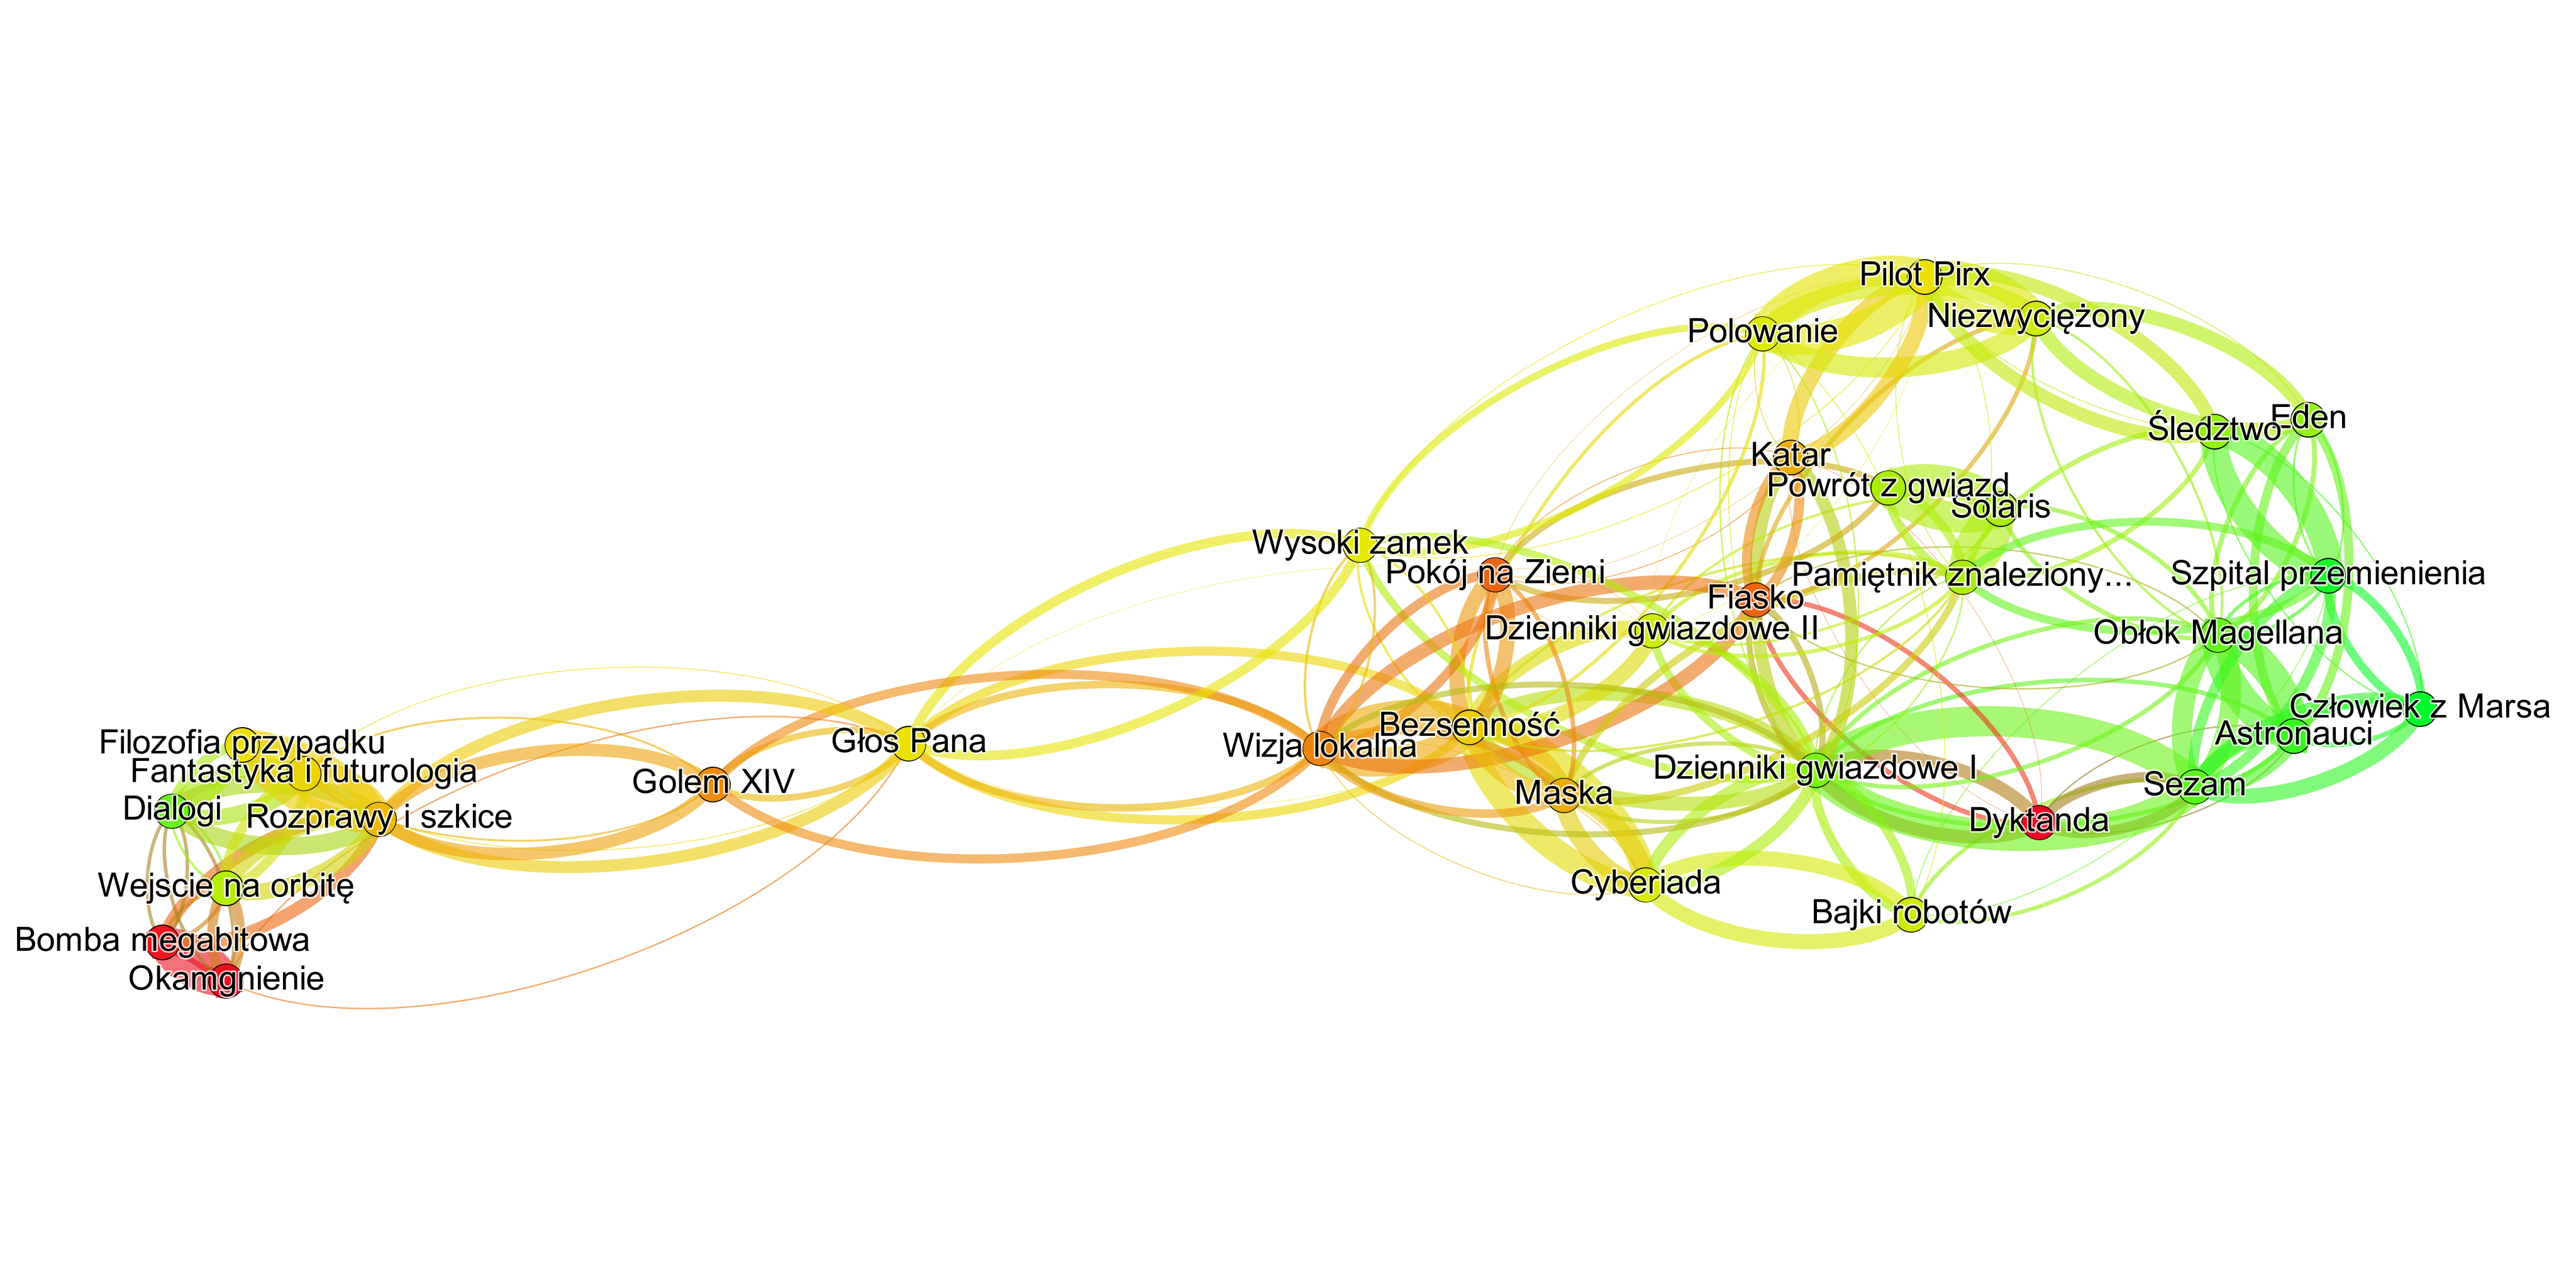 Pilot Pirx
Niezwyciężony
Polowanie
Eden
Śledztwo
Katar
Powrót z gwiazd
Solaris
Wysoki zamek
Pokój na Ziemi
Pamiętnik znaleziony...
Szpital przemienienia
Fiasko
Dzienniki gwiazdowe II
Obłok Magellana
Człowiek z Marsa
Bezsenność
Astronauci
Filozofia przypadku
Głos Pana
Wizja lokalna
Fantastyka i futurologia
Dzienniki gwiazdowe I
Golem XIV
Sezam
Maska
Dialogi
Rozprawy i szkice
Dyktanda
Cyberiada
Wejscie na orbitę
Bajki robotów
Bomba megabitowa
Okamgnienie